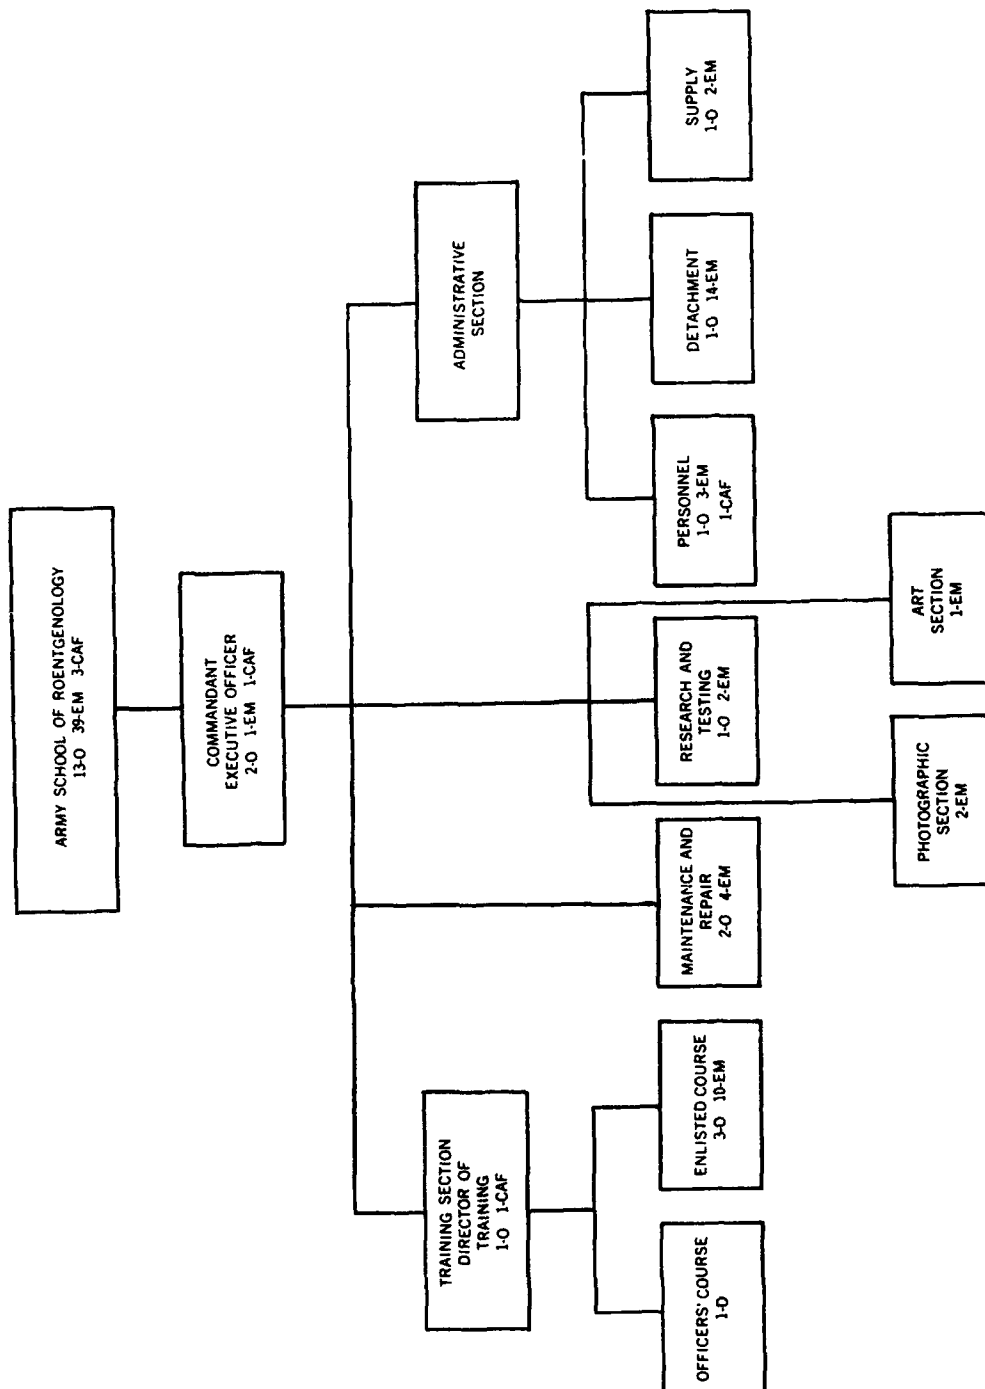 ARMY SCHOOL OF ROENTGENOLOGY
13-O 39-EM 3-CAF
COMMANDANT
EXECUTIVE OFFICER
2-O 1-EM 1-CAF
TRAINING SECTION
DIRECTOR OF
TRAINING
1-O 1-CAF
ADMINISTRATIVE
SECTION
OFFICERS' COURSE
1-O
ENLISTED COURSE
3-O 10-EM
MAINTENANCE AND
REPAIR
2-O 4-EM
RESEARCH AND
TESTING
1-O 2-EM
PERSONNEL
1-O 3-EM
1-CAF
DETACHMENT
1-O 14-EM
SUPPLY
1-O 2-EM
PHOTOGRAPHIC
SECTION
2-EM
ART
SECTION
1-EM